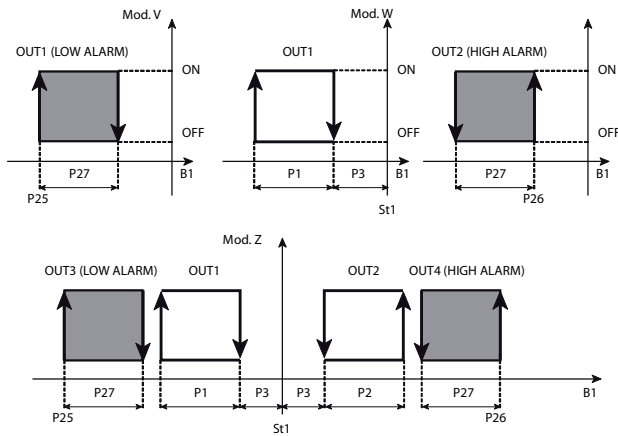 Mod. V
Mod. W
OUT1 (LOW ALARM)
OUT1
OUT2 (HIGH ALARM)
ON
ON
ON
OFF
OFF
OFF
P27
B1
P1
P3
B1
P27
B1
P25
St1
P26
Mod. Z
OUT3 (LOW ALARM)
OUT1
OUT2
OUT4 (HIGH ALARM)
P27
P1
P3
P3
P2
P27
B1
P25
St1
P26